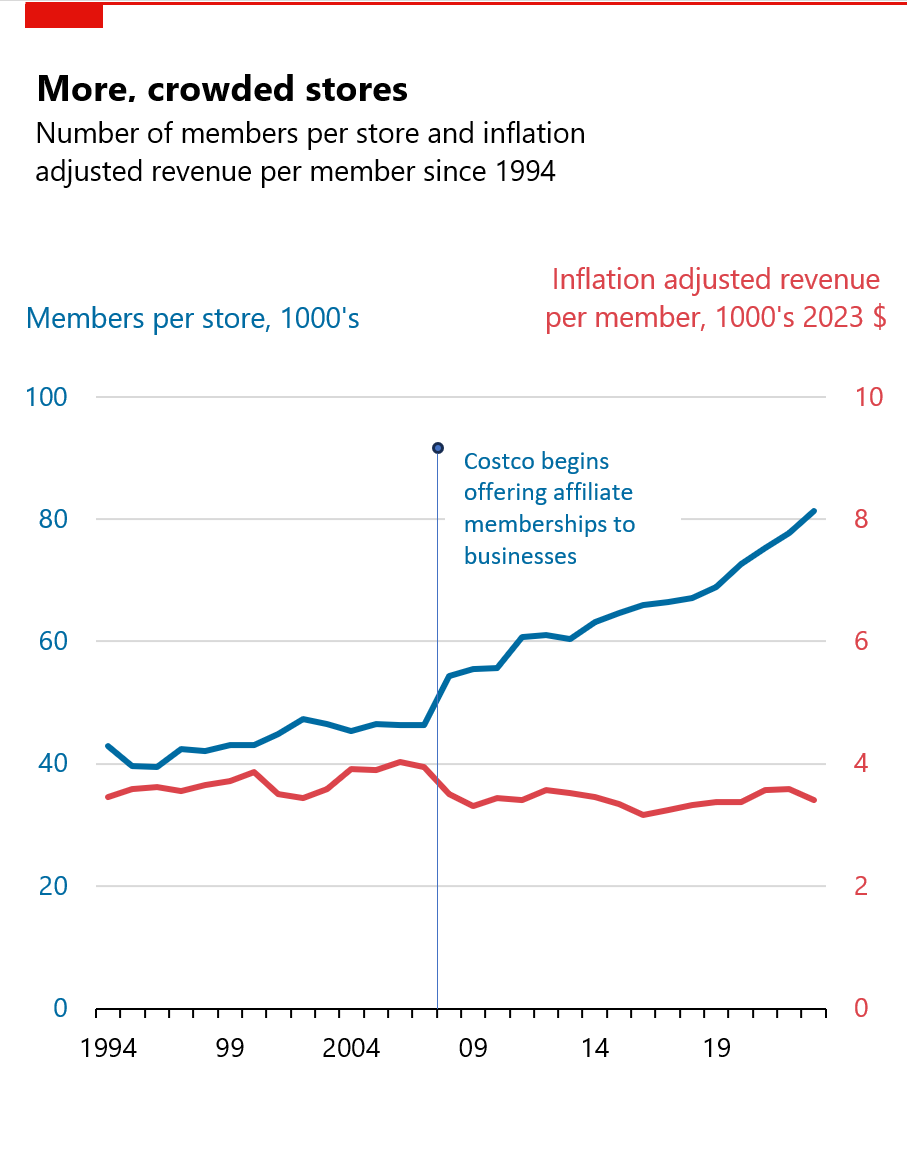 More, crowded stores
Number of members per store and inflation
adjusted revenue per member since 1994
Inflation adjusted revenue
Members per store, 1000's
per member, 1000's 2023 $
100
10
Costco begins
offering affiliate
memberships to
businesses
80
8
60
6
40
4
20
2
0
0
1994 99 2004 09 14 19